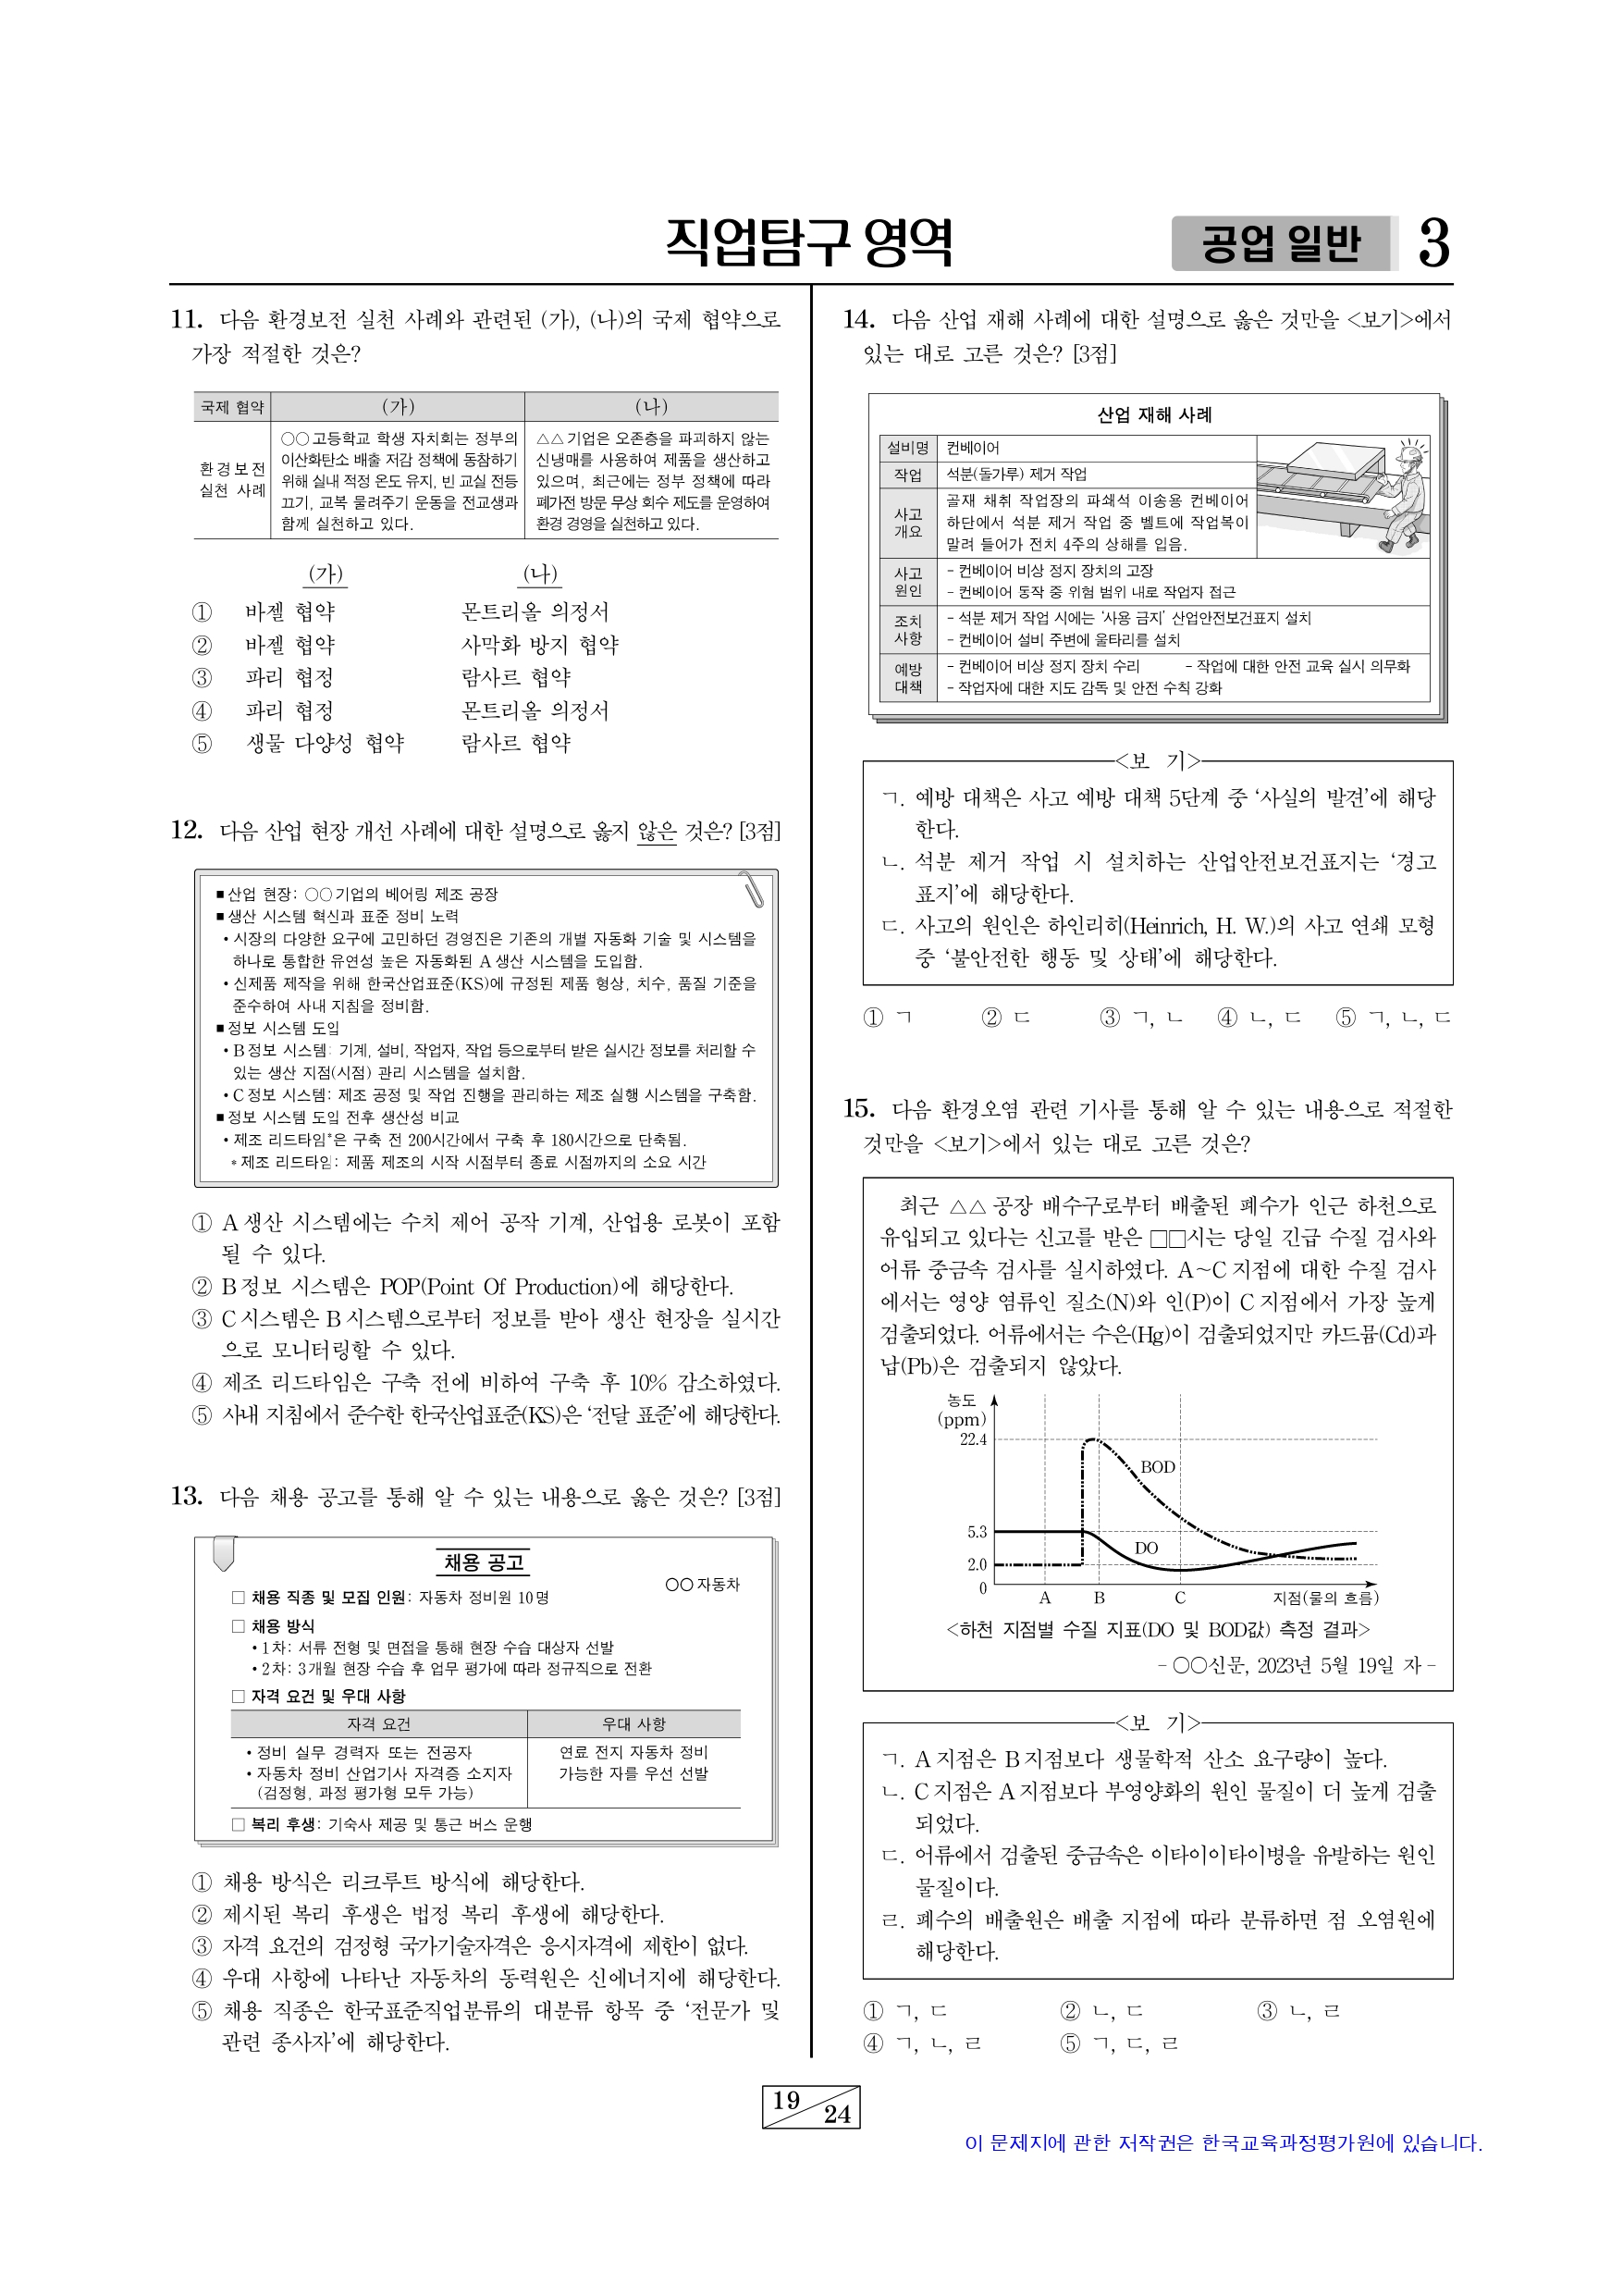 직업탐구 영역
공업 일반
3
11. 다음 환경보전 실천 사례와 관련된 (가), (나)의 국제 협약으로
가장 적절한 것은?
국제 협약 (가) (나)
환경보전
실천 사례
○○고등학교 학생 자치회는 정부의
이산화탄소 배출 저감 정책에 동참하기
위해 실내 적정 온도 유지, 빈 교실 전등
끄기, 교복 물려주기 운동을 전교생과
함께 실천하고 있다.
△△기업은 오존층을 파괴하지 않는
신냉매를 사용하여 제품을 생산하고
있으며, 최근에는 정부 정책에 따라
폐가전 방문 무상 회수 제도를 운영하여
환경 경영을 실천하고 있다.
(가) (나)
① 바젤 협약 몬트리올 의정서
② 바젤 협약 사막화 방지 협약
③ 파리 협정 람사르 협약
④ 파리 협정 몬트리올 의정서
⑤ 생물 다양성 협약 람사르 협약
12. 다음 산업 현장 개선 사례에 대한 설명으로 옳지 않은 것은? [3점]
■ 산업 현장: ○○기업의 베어링 제조 공장
■ 생산 시스템 혁신과 표준 정비 노력
• 시장의 다양한 요구에 고민하던 경영진은 기존의 개별 자동화 기술 및 시스템을
하나로 통합한 유연성 높은 자동화된 A 생산 시스템을 도입함.
• 신제품 제작을 위해 한국산업표준(KS)에 규정된 제품 형상, 치수, 품질 기준을
준수하여 사내 지침을 정비함.
■ 정보 시스템 도입
• B 정보 시스템: 기계, 설비, 작업자, 작업 등으로부터 받은 실시간 정보를 처리할 수
있는 생산 지점(시점) 관리 시스템을 설치함.
• C 정보 시스템: 제조 공정 및 작업 진행을 관리하는 제조 실행 시스템을 구축함.
■ 정보 시스템 도입 전후 생산성 비교
• 제조 리드타임*은 구축 전 200시간에서 구축 후 180시간으로 단축됨.
* 제조 리드타임: 제품 제조의 시작 시점부터 종료 시점까지의 소요 시간
① A 생산 시스템에는 수치 제어 공작 기계, 산업용 로봇이 포함
될 수 있다.
② B 정보 시스템은 POP(Point Of Production)에 해당한다.
③ C 시스템은 B 시스템으로부터 정보를 받아 생산 현장을 실시간
으로 모니터링할 수 있다.
④ 제조 리드타임은 구축 전에 비하여 구축 후 10% 감소하였다.
⑤ 사내 지침에서 준수한 한국산업표준(KS)은 ‘전달 표준’에 해당한다.
13. 다음 채용 공고를 통해 알 수 있는 내용으로 옳은 것은? [3점]
채용 공고
○○자동차
□ 채용 직종 및 모집 인원: 자동차 정비원 10명
□ 채용 방식
• 1차: 서류 전형 및 면접을 통해 현장 수습 대상자 선발
• 2차: 3개월 현장 수습 후 업무 평가에 따라 정규직으로 전환
□ 자격 요건 및 우대 사항
자격 요건 우대 사항
• 정비 실무 경력자 또는 전공자
• 자동차 정비 산업기사 자격증 소지자
(검정형, 과정 평가형 모두 가능)
연료 전지 자동차 정비
가능한 자를 우선 선발
□ 복리 후생: 기숙사 제공 및 통근 버스 운행
① 채용 방식은 리크루트 방식에 해당한다.
② 제시된 복리 후생은 법정 복리 후생에 해당한다.
③ 자격 요건의 검정형 국가기술자격은 응시자격에 제한이 없다.
④ 우대 사항에 나타난 자동차의 동력원은 신에너지에 해당한다.
⑤ 채용 직종은 한국표준직업분류의 대분류 항목 중 ‘전문가 및
관련 종사자’에 해당한다.
14. 다음 산업 재해 사례에 대한 설명으로 옳은 것만을 <보기>에서
있는 대로 고른 것은? [3점]
산업 재해 사례
설비명 컨베이어
작업 석분(돌가루) 제거 작업
사고
개요
골재 채취 작업장의 파쇄석 이송용 컨베이어
하단에서 석분 제거 작업 중 벨트에 작업복이
말려 들어가 전치 4주의 상해를 입음.
사고
원인
- 컨베이어 비상 정지 장치의 고장
- 컨베이어 동작 중 위험 범위 내로 작업자 접근
조치
사항
- 석분 제거 작업 시에는 ‘사용 금지’ 산업안전보건표지 설치
- 컨베이어 설비 주변에 울타리를 설치
예방
대책
- 컨베이어 비상 정지 장치 수리 - 작업에 대한 안전 교육 실시 의무화
- 작업자에 대한 지도 감독 및 안전 수칙 강화
<보 기>
ㄱ. 예방 대책은 사고 예방 대책 5단계 중 ‘사실의 발견’에 해당
한다.
ㄴ. 석분 제거 작업 시 설치하는 산업안전보건표지는 ‘경고
표지’에 해당한다.
ㄷ. 사고의 원인은 하인리히(Heinrich, H. W.)의 사고 연쇄 모형
중 ‘불안전한 행동 및 상태’에 해당한다.
① ㄱ ② ㄷ ③ ㄱ, ㄴ ④ ㄴ, ㄷ ⑤ ㄱ, ㄴ, ㄷ
15. 다음 환경오염 관련 기사를 통해 알 수 있는 내용으로 적절한
것만을 <보기>에서 있는 대로 고른 것은?
최근 △△ 공장 배수구로부터 배출된 폐수가 인근 하천으로
유입되고 있다는 신고를 받은 □□시는 당일 긴급 수질 검사와
어류 중금속 검사를 실시하였다. A~C 지점에 대한 수질 검사
에서는 영양 염류인 질소(N)와 인(P)이 C 지점에서 가장 높게
검출되었다. 어류에서는 수은(Hg)이 검출되었지만 카드뮴(Cd)과
납(Pb)은 검출되지 않았다.
농도
(ppm)
22.4
BOD
5.3
DO
2.0
0
A B C 지점(물의 흐름)
<하천 지점별 수질 지표(DO 및 BOD값) 측정 결과>
- ○○신문, 2023년 5월 19일 자 -
<보 기>
ㄱ. A 지점은 B 지점보다 생물학적 산소 요구량이 높다.
ㄴ. C 지점은 A 지점보다 부영양화의 원인 물질이 더 높게 검출
되었다.
ㄷ. 어류에서 검출된 중금속은 이타이이타이병을 유발하는 원인
물질이다.
ㄹ. 폐수의 배출원은 배출 지점에 따라 분류하면 점 오염원에
해당한다.
① ㄱ, ㄷ ② ㄴ, ㄷ ③ ㄴ, ㄹ
④ ㄱ, ㄴ, ㄹ ⑤ ㄱ, ㄷ, ㄹ
19
24
이 문제지에 관한 저작권은 한국교육과정평가원에 있습니다.